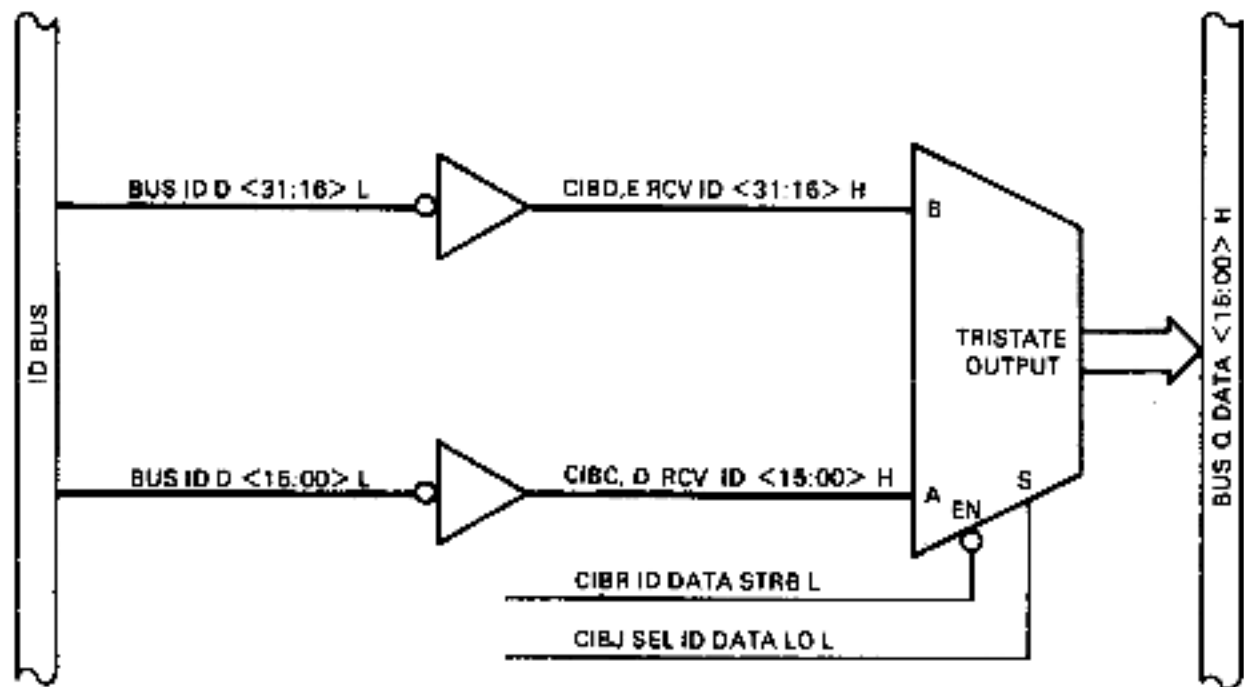 ID BUS
BUS ID D <31:16> L
CIBD,E RCV ID <31:16> H
B
TRISTATE
OUTPUT
BUS ID D <15:00> L
CIBC, D RCV ID <15:00> H
A
EN
S
CIBR ID DATA STRB L
CIBJ SEL ID DATA LO L
BUS Q DATA <15:00> H